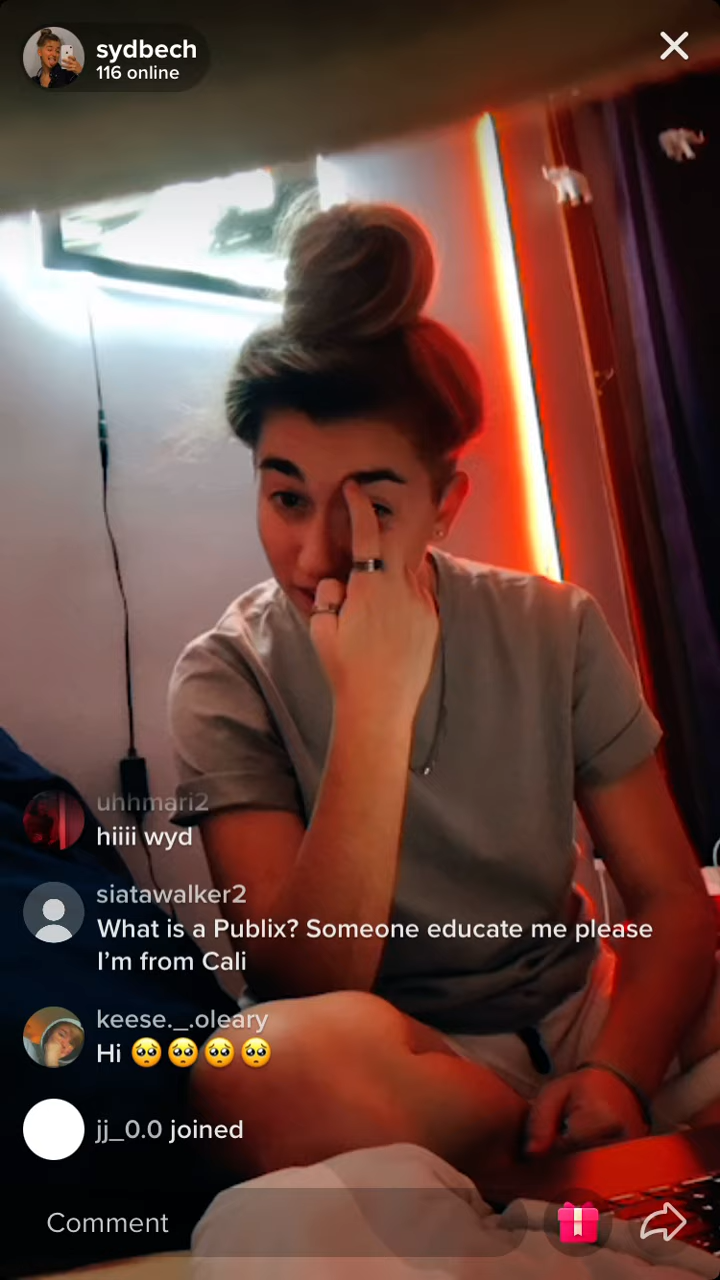 sydbech
116 online
uhhmari2
hiiii wyd
siatawalker2
What is a Publix? Someone educate me please
I'm from Cali
keese._.oleary
Hi 🥺🥺🥺🥺
jj_0.0 joined
Comment